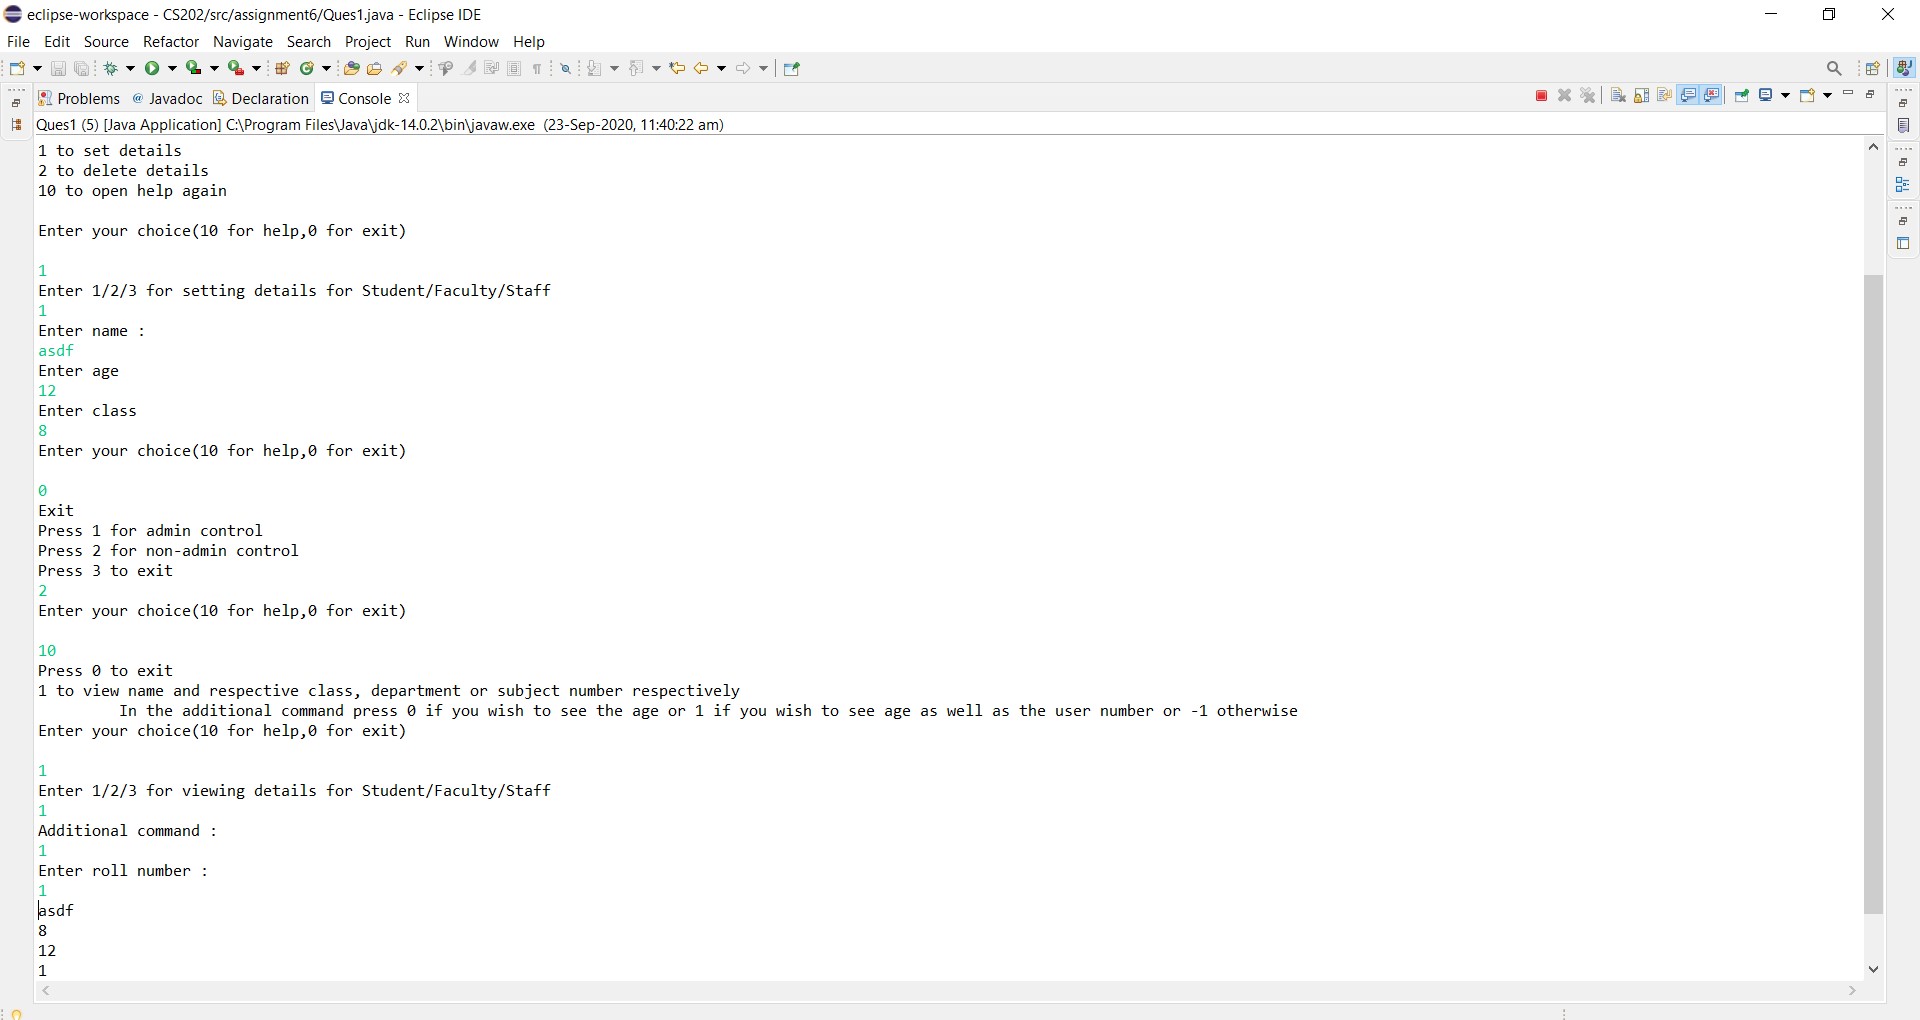 eclipse-workspace - CS202/src/assignment6/Ques1.java - Eclipse IDE
File Edit Source Refactor Navigate Search Project Run Window Help
Problems @ Javadoc Declaration Console
Ques1 (5) [Java Application] C:\Program Files\Java\jdk-14.0.2\bin\javaw.exe (23-Sep-2020, 11:40:22 am)
1 to set details
2 to delete details
10 to open help again
Enter your choice(10 for help,0 for exit)
1
Enter 1/2/3 for setting details for Student/Faculty/Staff
1
Enter name :
asdf
Enter age
12
Enter class
8
Enter your choice(10 for help,0 for exit)
0
Exit
Press 1 for admin control
Press 2 for non-admin control
Press 3 to exit
2
Enter your choice(10 for help,0 for exit)
10
Press 0 to exit
1 to view name and respective class, department or subject number respectively
In the additional command press 0 if you wish to see the age or 1 if you wish to see age as well as the user number or -1 otherwise
Enter your choice(10 for help,0 for exit)
1
Enter 1/2/3 for viewing details for Student/Faculty/Staff
1
Additional command :
1
Enter roll number :
1
asdf
8
12
1